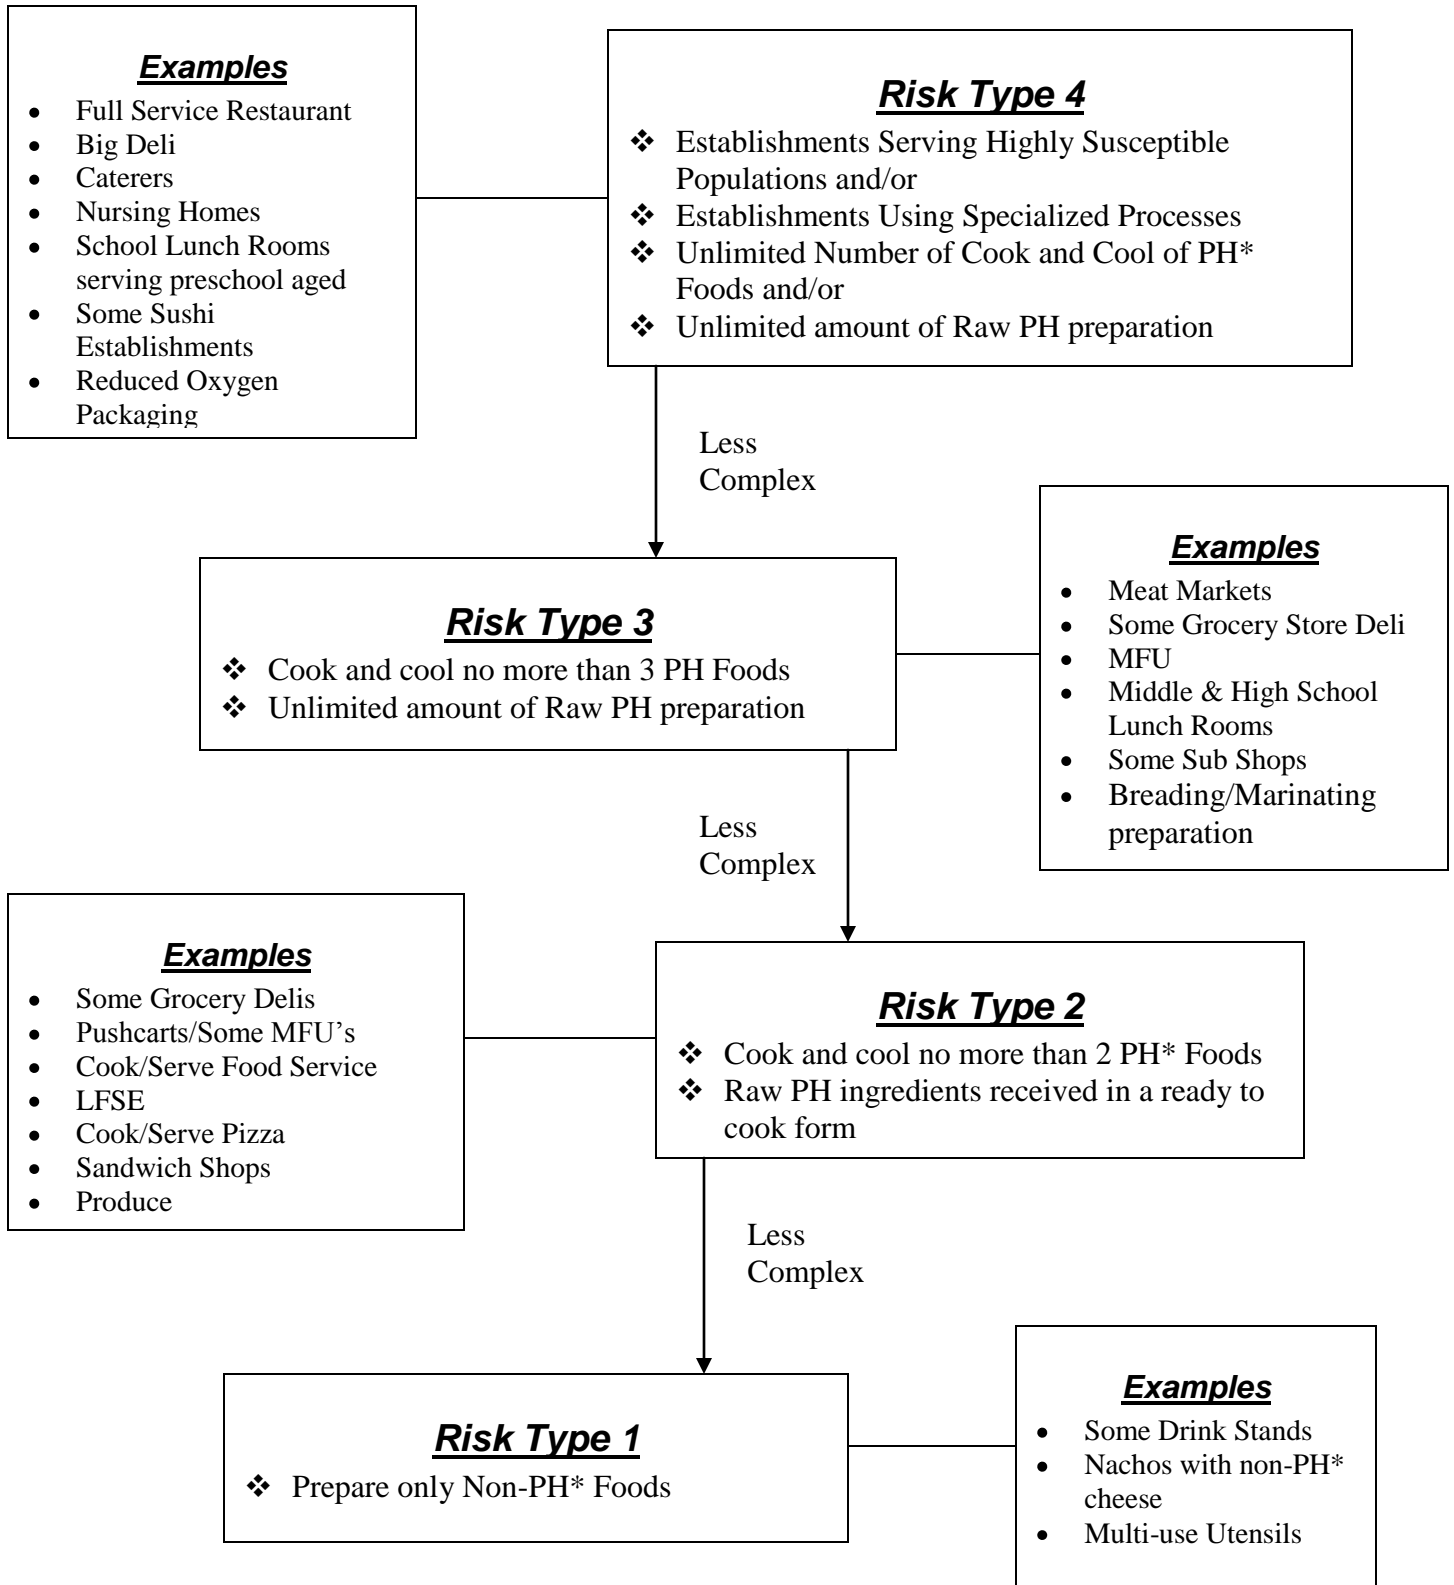 Examples
• Full Service Restaurant
• Big Deli
• Caterers
• Nursing Homes
• School Lunch Rooms
serving preschool aged
• Some Sushi
Establishments
• Reduced Oxygen
Packaging
Risk Type 4
❖ Establishments Serving Highly Susceptible
Populations and/or
❖ Establishments Using Specialized Processes
❖ Unlimited Number of Cook and Cool of PH*
Foods and/or
❖ Unlimited amount of Raw PH preparation
Less
Complex
Risk Type 3
❖ Cook and cool no more than 3 PH Foods
❖ Unlimited amount of Raw PH preparation
Examples
• Meat Markets
• Some Grocery Store Deli
• MFU
• Middle & High School
Lunch Rooms
• Some Sub Shops
• Breading/Marinating
preparation
Less
Complex
Examples
• Some Grocery Delis
• Pushcarts/Some MFU’s
• Cook/Serve Food Service
• LFSE
• Cook/Serve Pizza
• Sandwich Shops
• Produce
Risk Type 2
❖ Cook and cool no more than 2 PH* Foods
❖ Raw PH ingredients received in a ready to
cook form
Less
Complex
Risk Type 1
❖ Prepare only Non-PH* Foods
Examples
• Some Drink Stands
• Nachos with non-PH*
cheese
• Multi-use Utensils